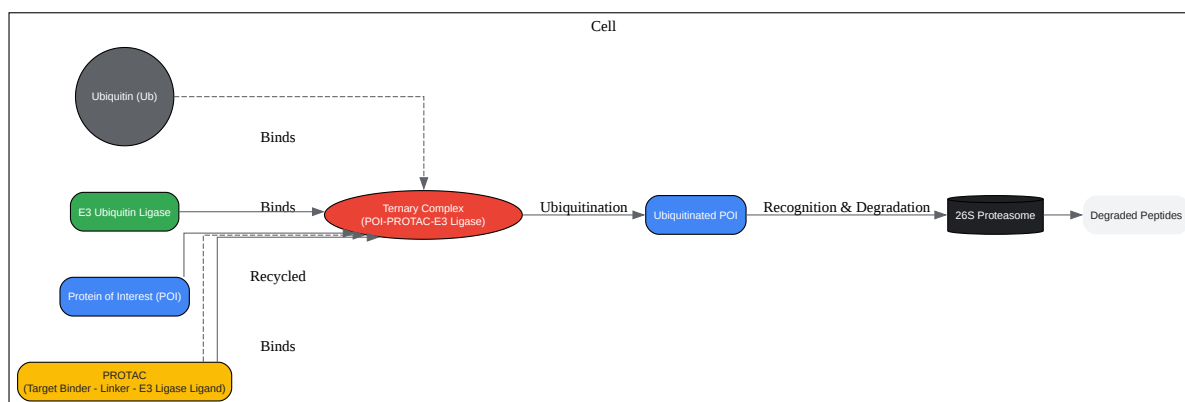 Cell
Ubiquitin (Ub)
Binds
E3 Ubiquitin Ligase
Binds
Ternary Complex
(POI-PROTAC-E3 Ligase)
Ubiquitination
Ubiquitinated POI
Recognition & Degradation
26S Proteasome
Degraded Peptides
Protein of Interest (POI)
Recycled
Binds
PROTAC
(Target Binder - Linker - E3 Ligase Ligand)